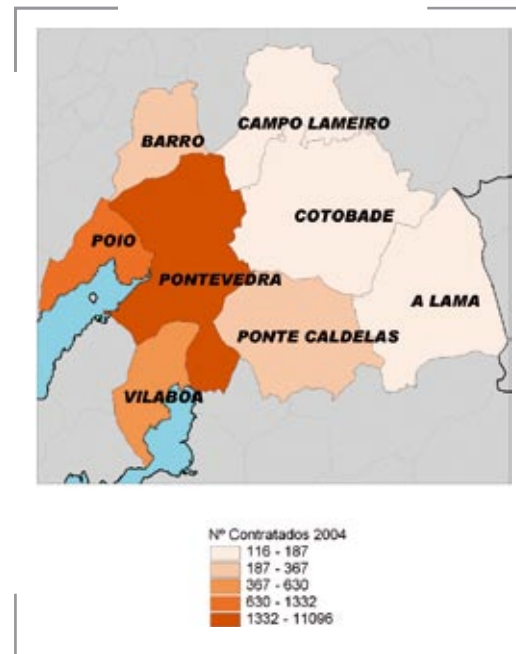 CAMPO LAMEIRO
BARRO
COTOBADE
POIO
PONTEVEDRA
A LAMA
PONTE CALDELAS
VILABOA
Nº Contratados 2004
116 - 187
187 - 367
367 - 630
630 - 1332
1332 - 11096